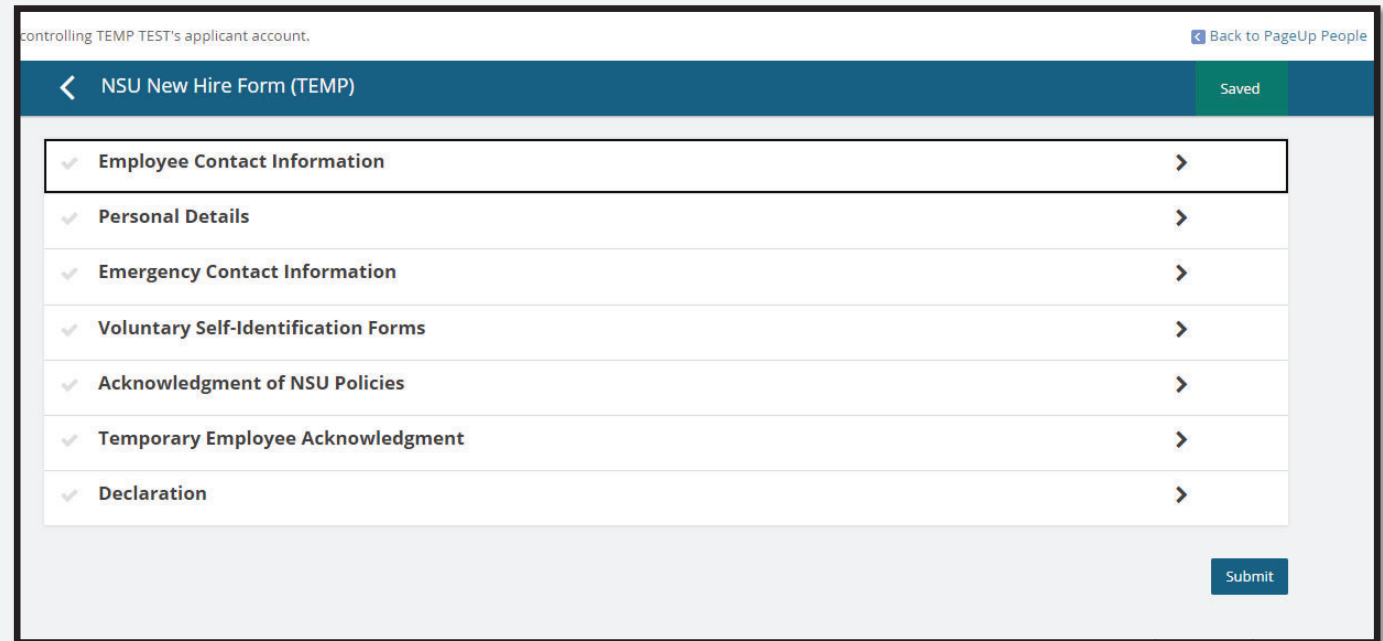 controlling TEMP TEST's applicant account.
Back to PageUp People
NSU New Hire Form (TEMP)
Saved
Employee Contact Information
Personal Details
Emergency Contact Information
Voluntary Self-Identification Forms
Acknowledgment of NSU Policies
Temporary Employee Acknowledgment
Declaration
Submit